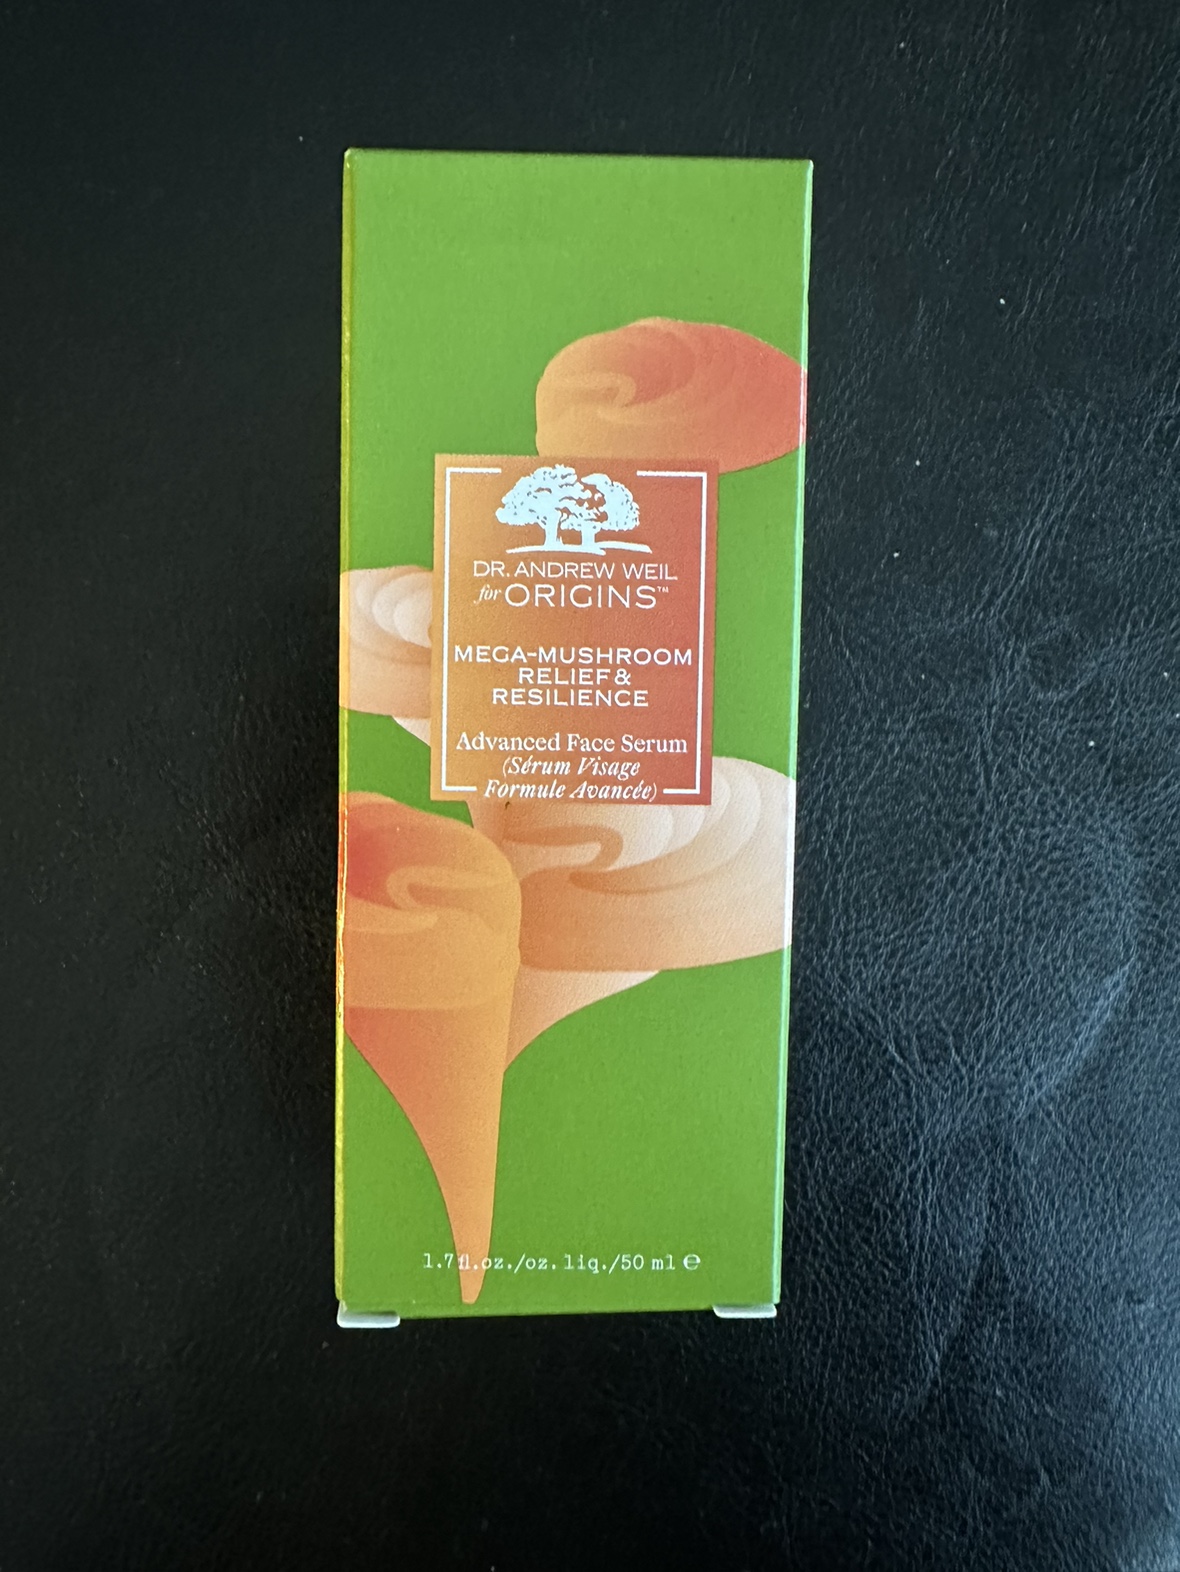 DR. ANDREW WEIL
for ORIGINS™
MEGA-MUSHROOM
RELIEF &
RESILIENCE
Advanced Face Serum
(Sérum Visage
Formule Avancée)
1.7 fl.oz./oz. liq./50 ml ℮